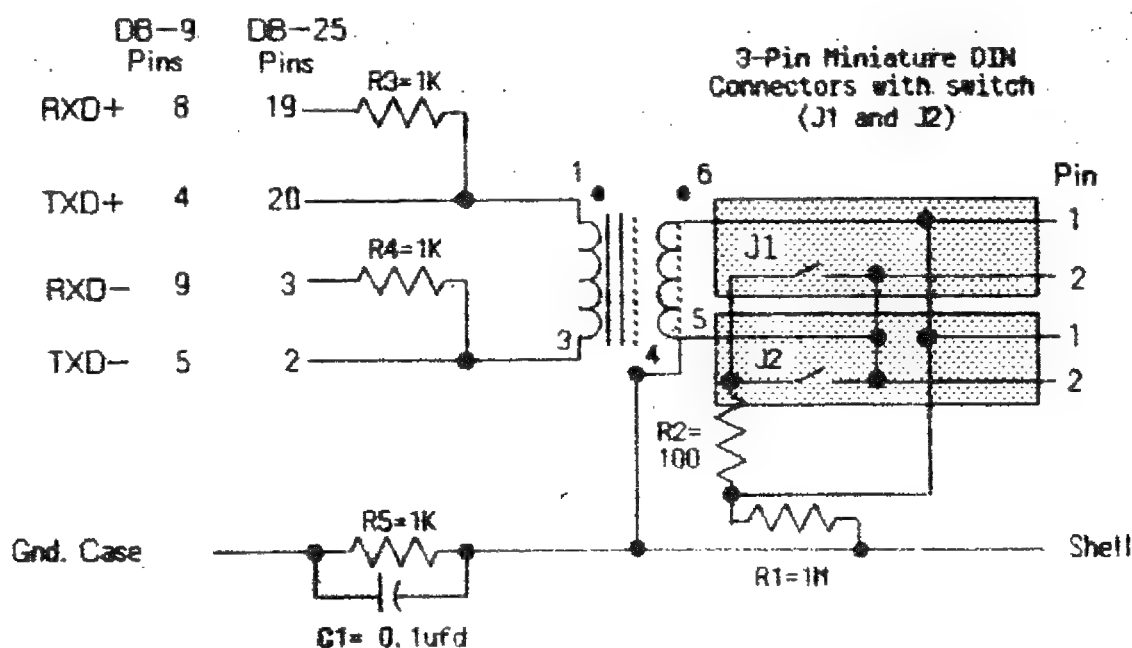 DB-9 DB-25
Pins Pins
3-Pin Miniature DIN
Connectors with switch
(J1 and J2)
R3=1K
RXD+ 8 19
1 6 Pin
TXD+ 4 20
1
J1
R4=1K
RXD- 9 3
2
3 5
1
TXD- 5 2
4
J2
2
R2=
100
R5=1K
Gnd. Case
Shell
R1=1M
C1= 0.1ufd